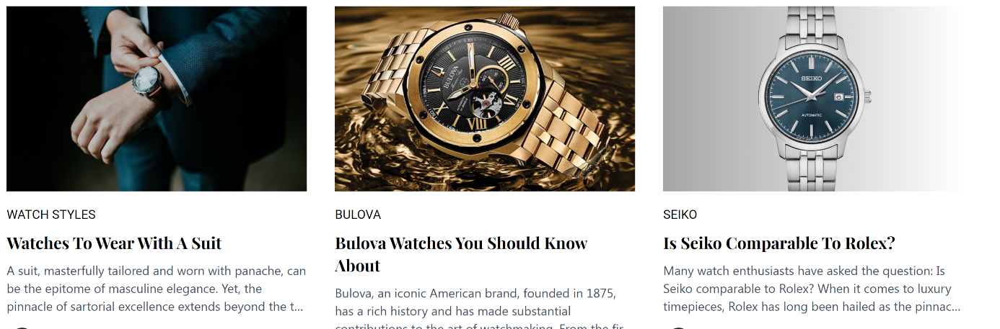 BULOVA
VIII
SEIKO
AUTOMATIC
WATCH STYLES
Watches To Wear With A Suit
A suit, masterfully tailored and worn with panache, can
be the epitome of masculine elegance. Yet, the
pinnacle of sartorial excellence extends beyond the t...
BULOVA
Bulova Watches You Should Know
About
Bulova, an iconic American brand, founded in 1875,
has a rich history and has made substantial
contributions to the art of watchmaking. From the fir
SEIKO
Is Seiko Comparable To Rolex?
Many watch enthusiasts have asked the question: Is
Seiko comparable to Rolex? When it comes to luxury
timepieces, Rolex has long been hailed as the pinnac...